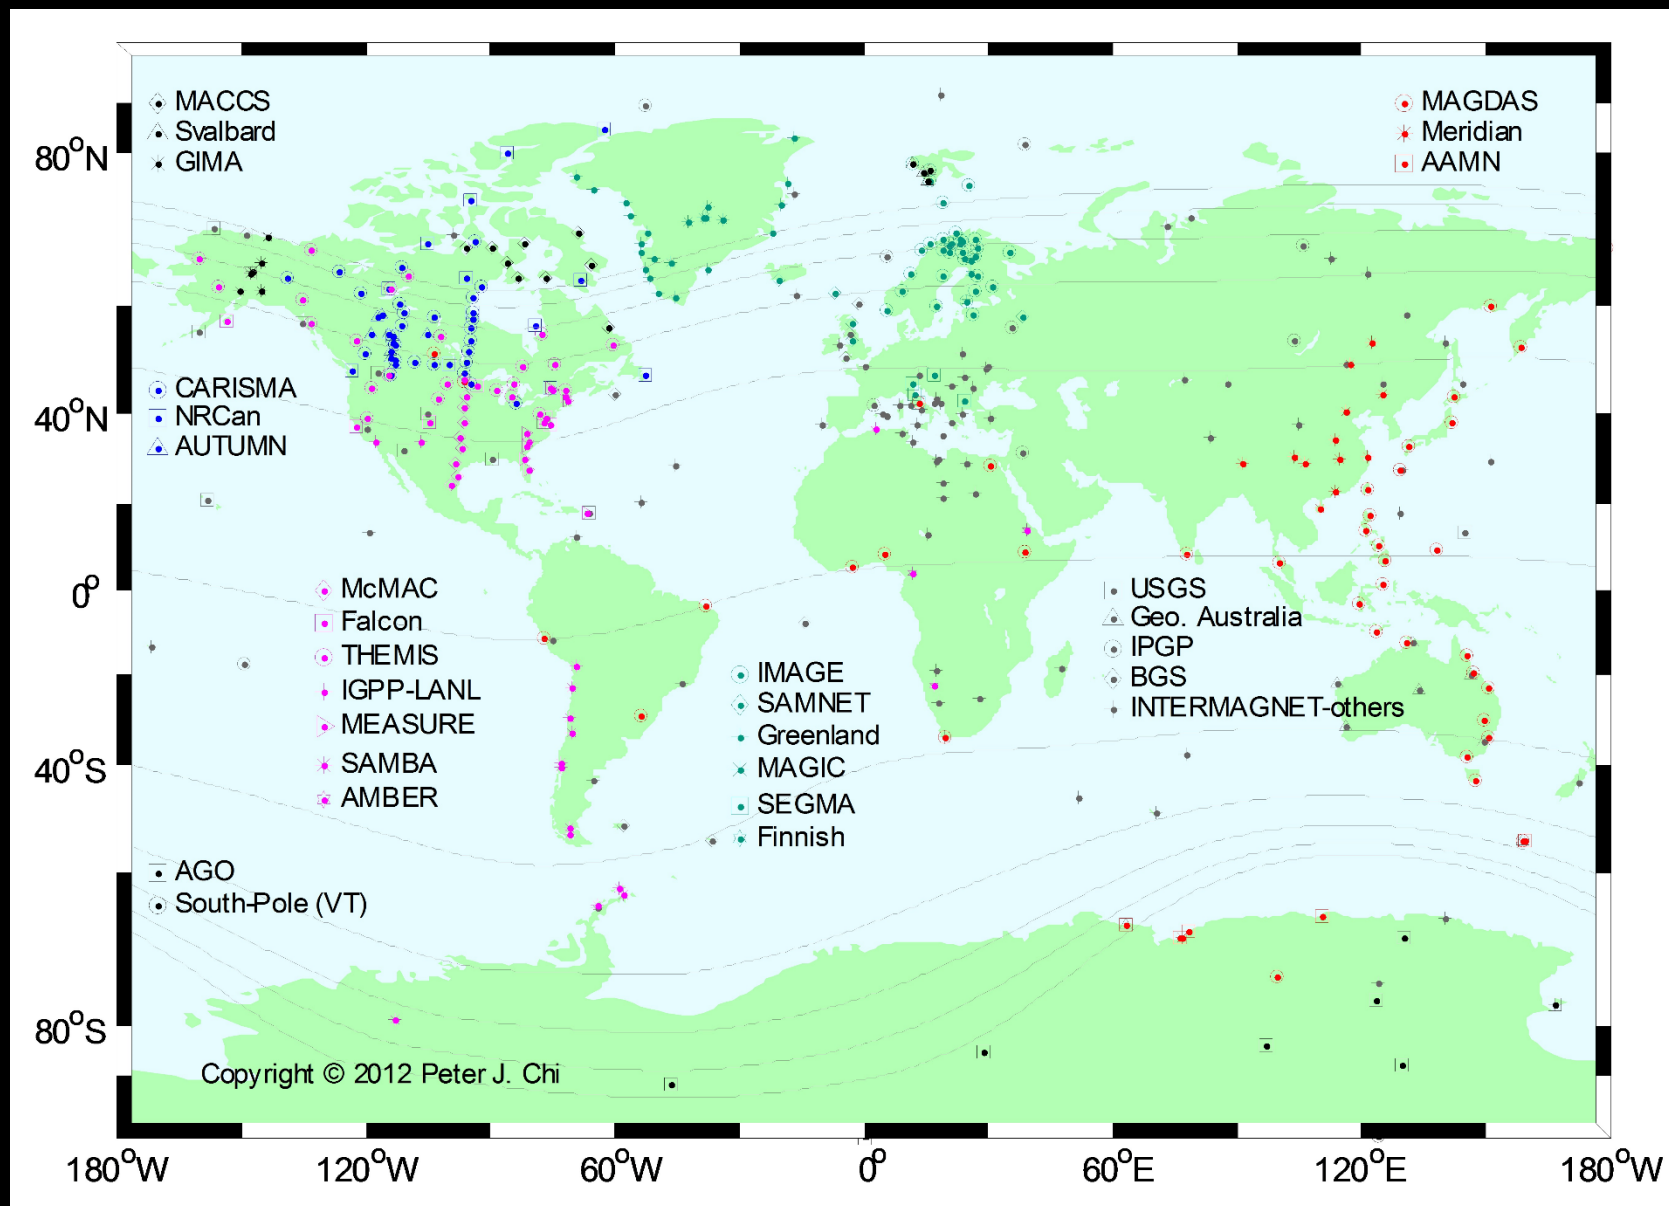 MACCS
Svalbard
GIMA
MAGDAS
Meridian
AAMN
80°N
CARISMA
NRCan
AUTUMN
40°N
0°
McMAC
Falcon
THEMIS
IGPP-LANL
MEASURE
SAMBA
AMBER
IMAGE
SAMNET
Greenland
MAGIC
SEGMA
Finnish
USGS
Geo. Australia
IPGP
BGS
INTERMAGNET-others
40°S
AGO
South-Pole (VT)
80°S
Copyright © 2012 Peter J. Chi
180°W 120°W 60°W 0° 60°E 120°E 180°W